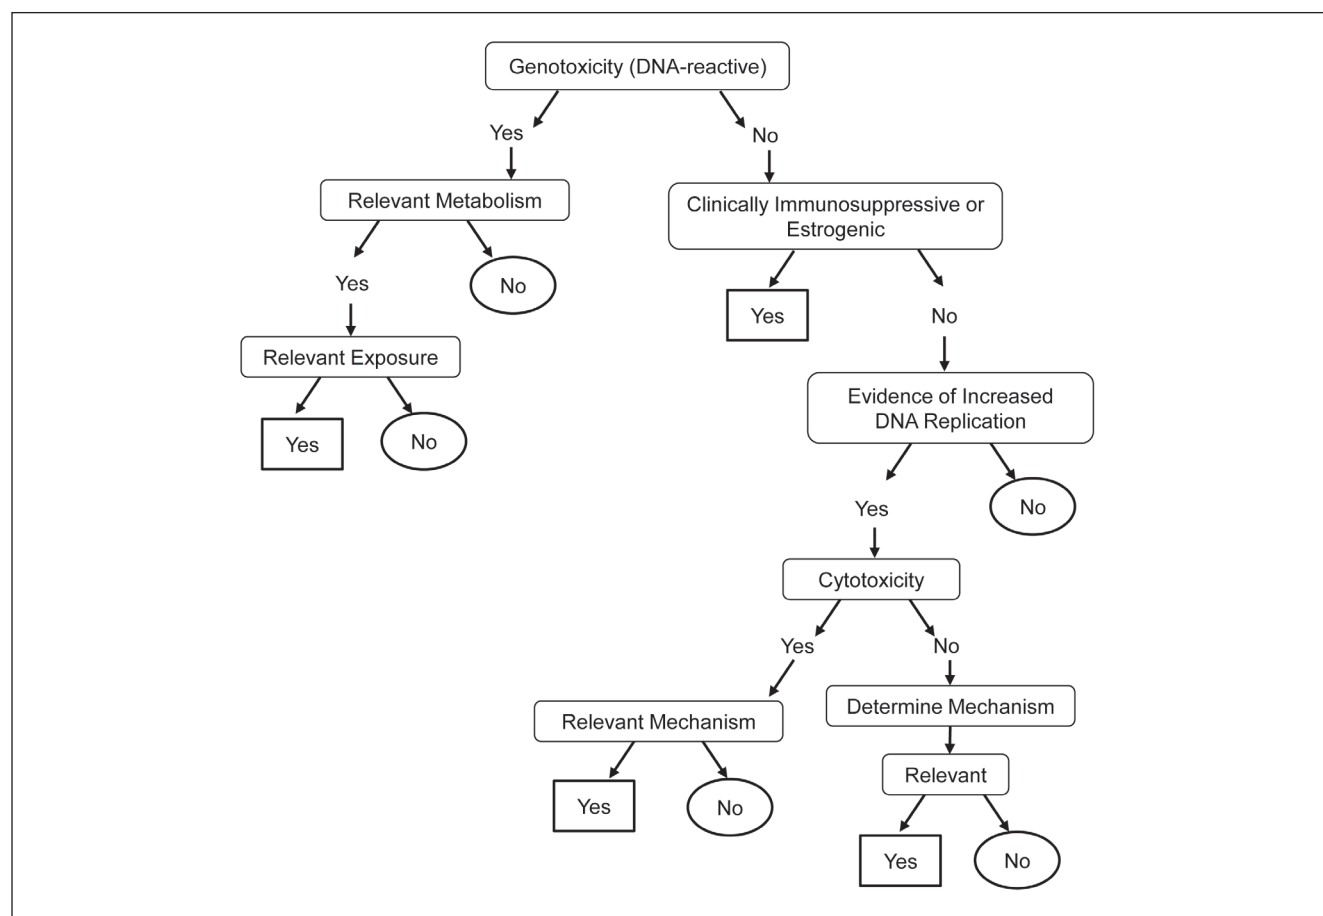 Genotoxicity (DNA-reactive)
Yes
No
Relevant Metabolism
Clinically Immunosuppressive or
Estrogenic
Yes
No
Yes
No
Relevant Exposure
Evidence of Increased
DNA Replication
Yes
No
Yes
No
Cytotoxicity
Yes
No
Relevant Mechanism
Determine Mechanism
Relevant
Yes
No
Yes
No